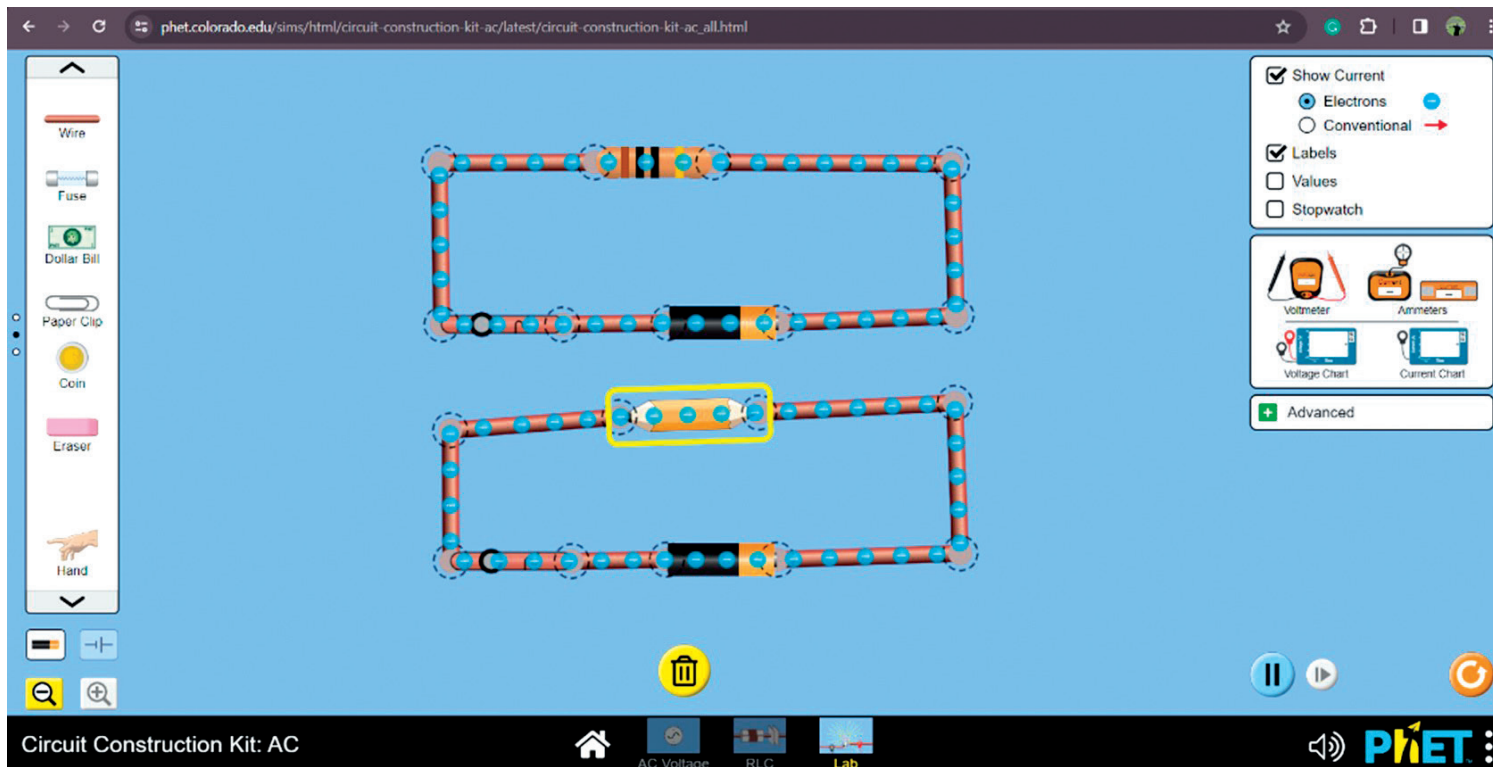 phet.colorado.edu/sims/html/circuit-construction-kit-ac/latest/circuit-construction-kit-ac_all.html
Wire
Fuse
Dollar Bill
Paper Clip
Coin
Eraser
Hand
Show Current
Electrons
Conventional
Labels
Values
Stopwatch
Voltmeter
Ammeters
Voltage Chart
Current Chart
Advanced
Circuit Construction Kit: AC
AC Voltage
RLC
Lab
PhET